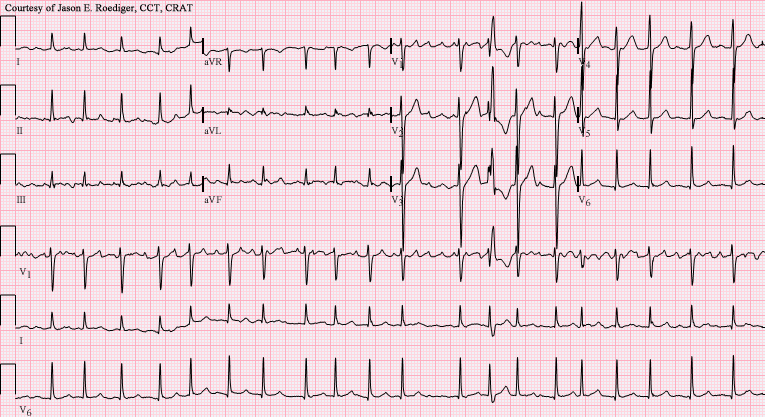 Courtesy of Jason E. Roediger, CCT, CRAT
I aVR V1 V4
II aVL V2 V5
III aVF V3 V6
V1
I
V6